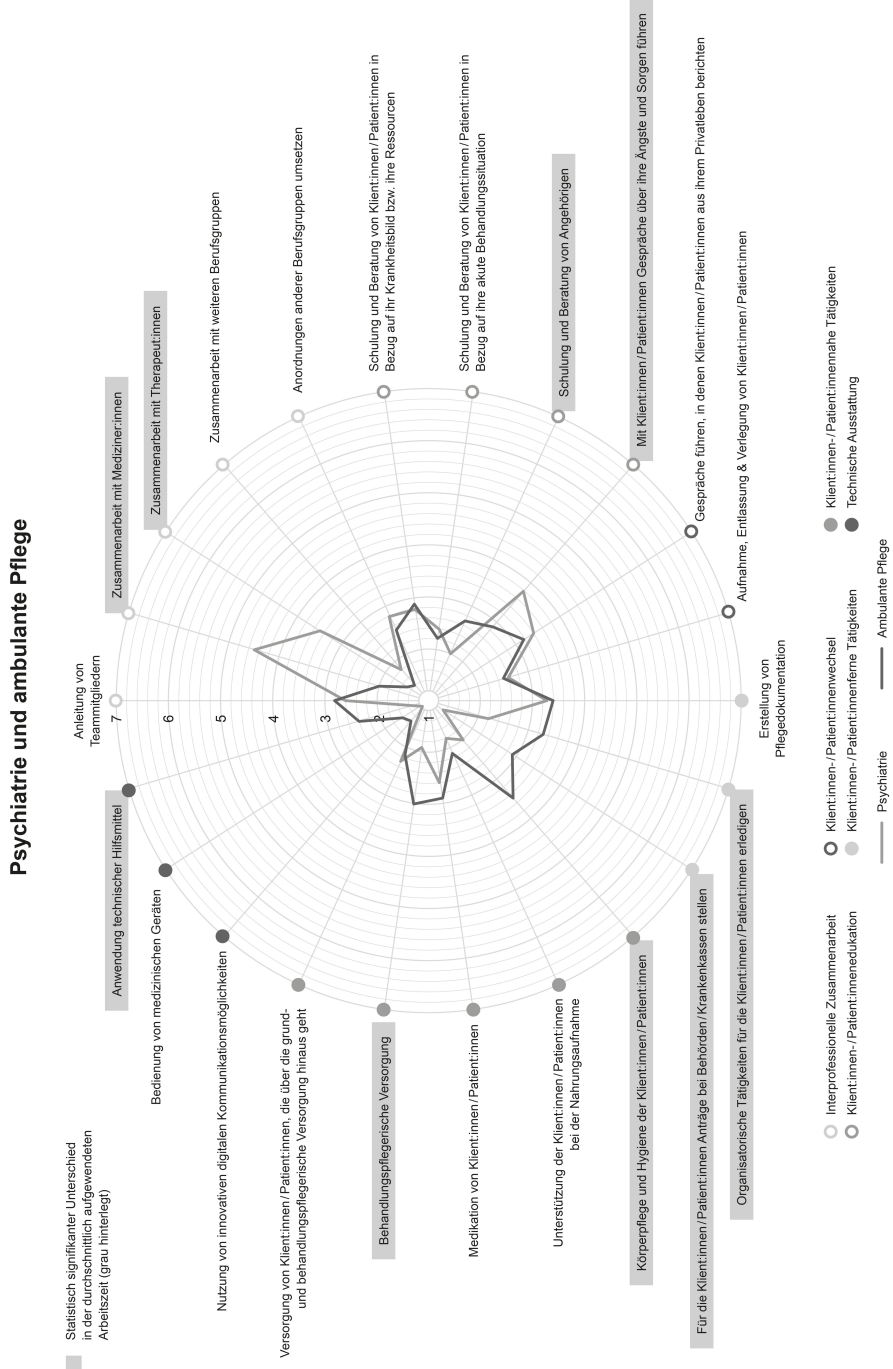 Psychiatrie und ambulante Pflege
Statistisch signifikanter Unterschied
in der durchschnittlich aufgewendeten
Arbeitszeit (grau hinterlegt)
Anleitung von
Teammitgliedern
7
6
5
4
3
2
1
Zusammenarbeit mit Mediziner:innen
Zusammenarbeit mit Therapeut:innen
Zusammenarbeit mit weiteren Berufsgruppen
Anordnungen anderer Berufsgruppen umsetzen
Schulung und Beratung von Klient:innen / Patient:innen in
Bezug auf ihr Krankheitsbild bzw. ihre Ressourcen
Schulung und Beratung von Klient:innen / Patient:innen in
Bezug auf ihre akute Behandlungssituation
Schulung und Beratung von Angehörigen
Mit Klient:innen / Patient:innen Gespräche über ihre Ängste und Sorgen führen
Gespräche führen, in denen Klient:innen / Patient:innen aus ihrem Privatleben berichten
Aufnahme, Entlassung & Verlegung von Klient:innen / Patient:innen
Erstellung von
Pflegedokumentation
Organisatorische Tätigkeiten für die Klient:innen / Patient:innen erledigen
Für die Klient:innen / Patient:innen Anträge bei Behörden / Krankenkassen stellen
Körperpflege und Hygiene der Klient:innen / Patient:innen
Unterstützung der Klient:innen / Patient:innen
bei der Nahrungsaufnahme
Medikation von Klient:innen / Patient:innen
Behandlungspflegerische Versorgung
Versorgung von Klient:innen / Patient:innen, die über die grund-
und behandlungspflegerische Versorgung hinaus geht
Nutzung von innovativen digitalen Kommunikationsmöglichkeiten
Bedienung von medizinischen Geräten
Anwendung technischer Hilfsmittel
Interprofessionelle Zusammenarbeit
Klient:innen- / Patient:innenedukation
Klient:innen- / Patient:innenwechsel
Klient:innen- / Patient:innenferne Tätigkeiten
Klient:innen- / Patient:innennahe Tätigkeiten
Technische Ausstattung
Psychiatrie
Ambulante Pflege